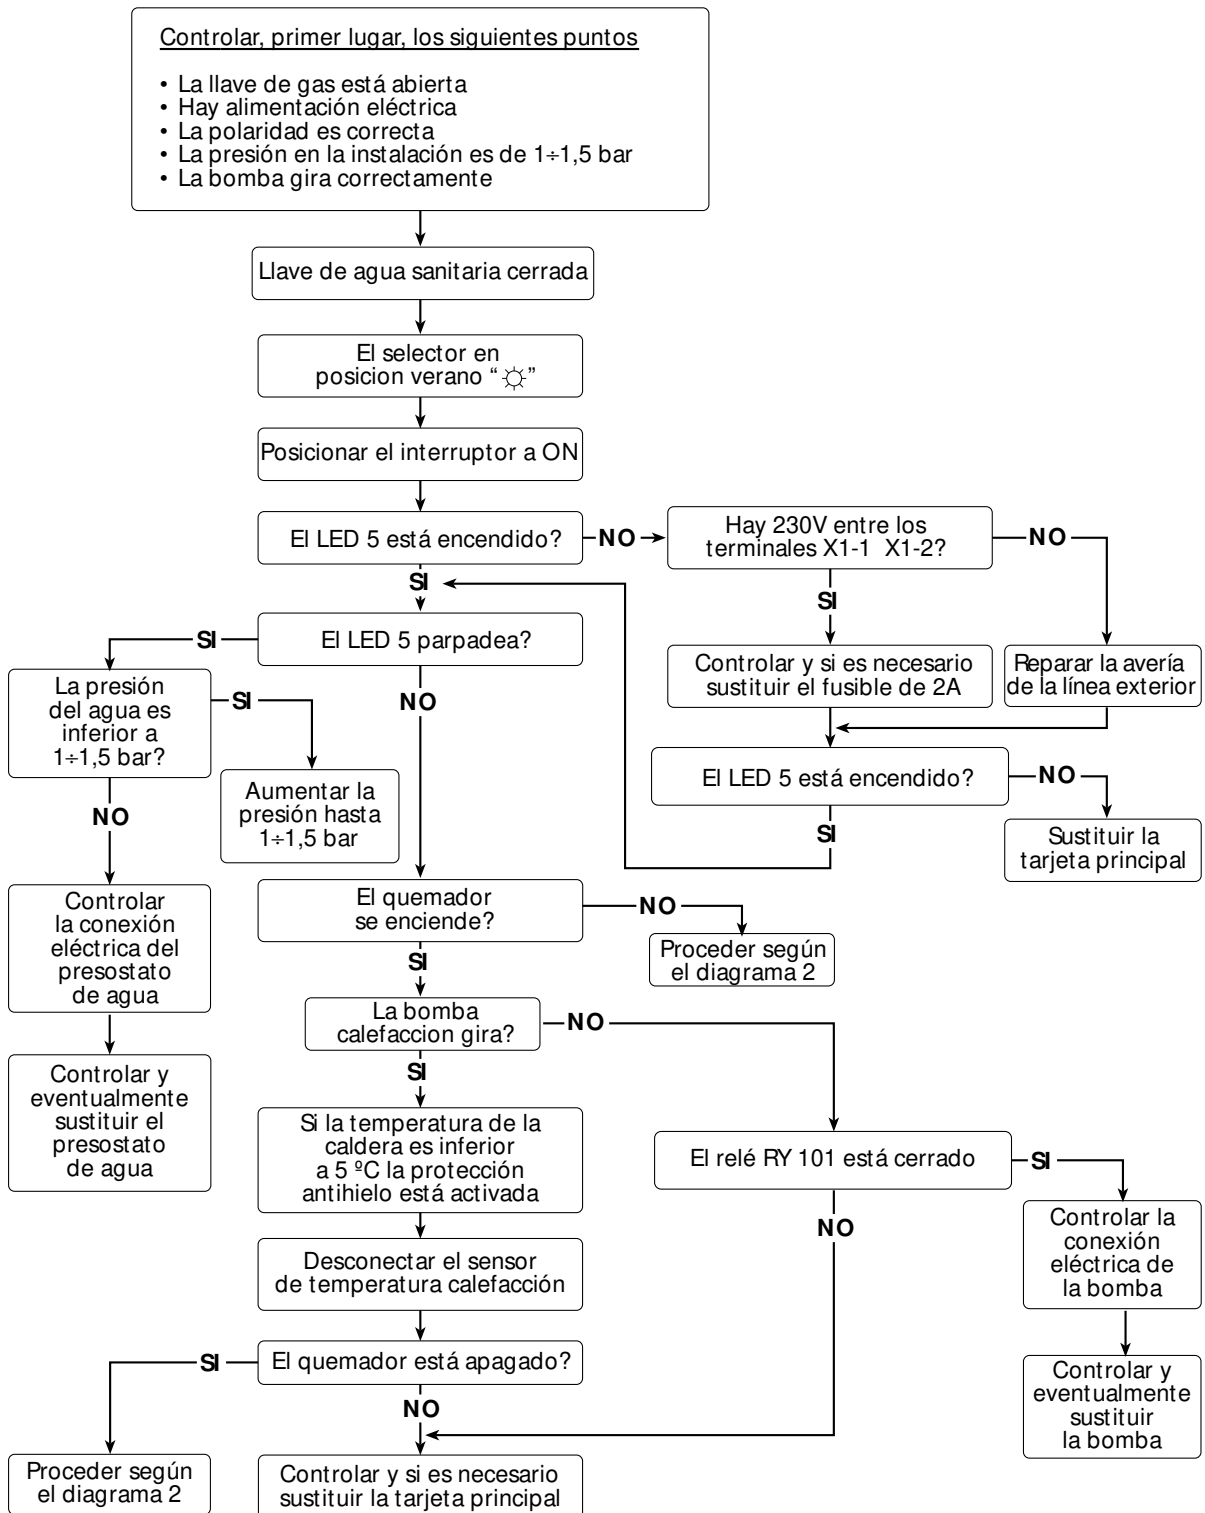 Controlar, primer lugar, los siguientes puntos
• La llave de gas está abierta
• Hay alimentación eléctrica
• La polaridad es correcta
• La presión en la instalación es de 1÷1,5 bar
• La bomba gira correctamente
Llave de agua sanitaria cerrada
El selector en
posicion verano “☼”
Posicionar el interruptor a ON
El LED 5 está encendido?
NO
Hay 230V entre los
terminales X1-1 X1-2?
NO
SI
SI
El LED 5 parpadea?
SI
NO
Controlar y si es necesario
sustituir el fusible de 2A
Reparar la avería
de la línea exterior
La presión
del agua es
inferior a
1÷1,5 bar?
SI
NO
Aumentar la
presión hasta
1÷1,5 bar
El LED 5 está encendido?
NO
SI
Sustituir la
tarjeta principal
Controlar
la conexión
eléctrica del
presostato
de agua
El quemador
se enciende?
NO
SI
Proceder según
el diagrama 2
La bomba
calefaccion gira?
NO
SI
Controlar y
eventualmente
sustituir el
presostato
de agua
Si la temperatura de la
caldera es inferior
a 5 ºC la protección
antihielo está activada
El relé RY 101 está cerrado
SI
NO
Controlar la
conexión
eléctrica de
la bomba
Desconectar el sensor
de temperatura calefacción
El quemador está apagado?
SI
NO
Controlar y
eventualmente
sustituir
la bomba
Proceder según
el diagrama 2
Controlar y si es necesario
sustituir la tarjeta principal